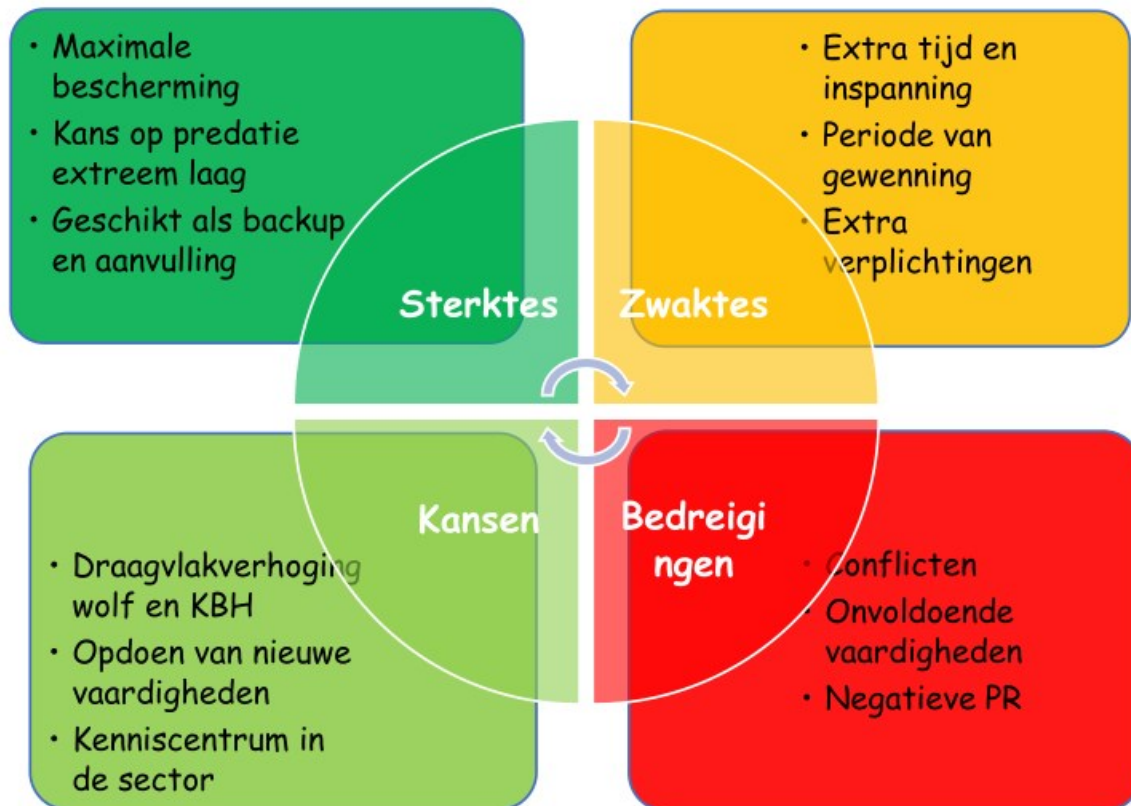 • Maximale
bescherming
• Kans op predatie
extreem laag
• Geschikt als backup
en aanvulling
Sterktes
• Extra tijd en
inspanning
• Periode van
gewenning
• Extra
verplichtingen
Zwaktes
Kansen
• Draagvlakverhoging
wolf en KBH
• Opdoen van nieuwe
vaardigheden
• Kenniscentrum in
de sector
Bedreigi
ngen
• Conflicten
• Onvoldoende
vaardigheden
• Negatieve PR